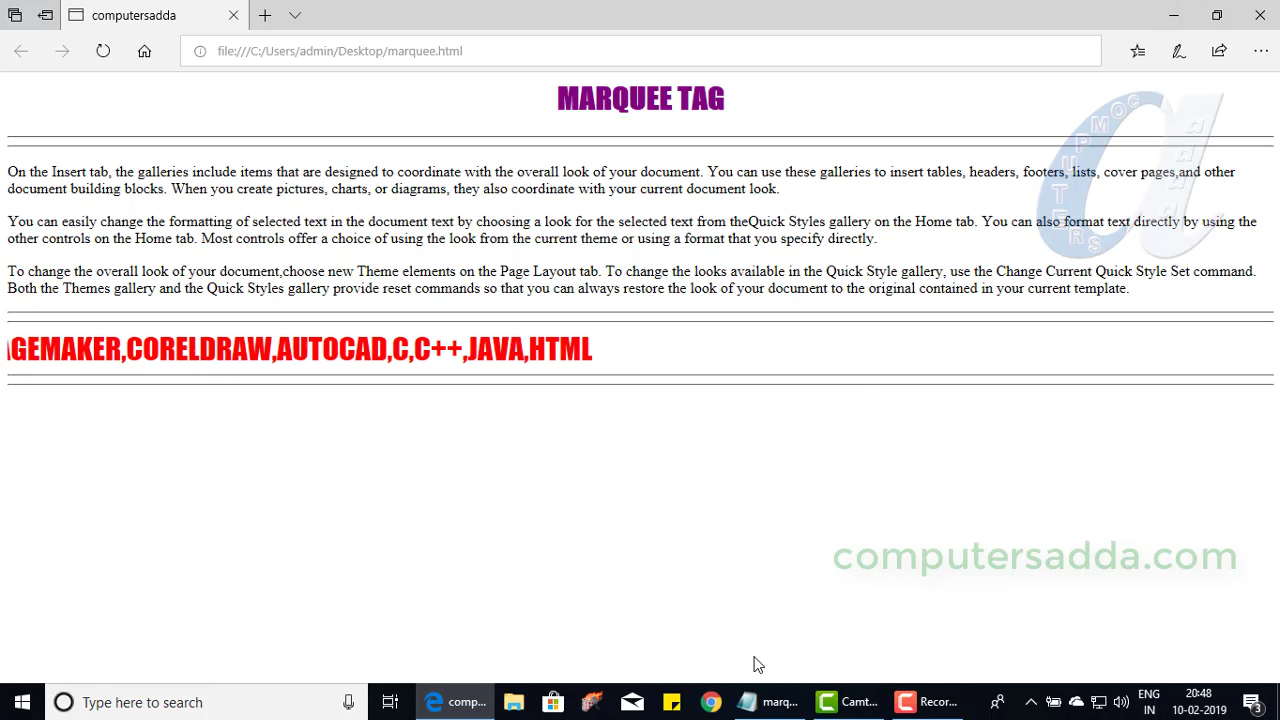 computersadda
file:///C:/Users/admin/Desktop/marquee.html
MARQUEE TAG
On the Insert tab, the galleries include items that are designed to coordinate with the overall look of your document. You can use these galleries to insert tables, headers, footers, lists, cover pages,and other
document building blocks. When you create pictures, charts, or diagrams, they also coordinate with your current document look.
You can easily change the formatting of selected text in the document text by choosing a look for the selected text from theQuick Styles gallery on the Home tab. You can also format text directly by using the
other controls on the Home tab. Most controls offer a choice of using the look from the current theme or using a format that you specify directly.
To change the overall look of your document,choose new Theme elements on the Page Layout tab. To change the looks available in the Quick Style gallery, use the Change Current Quick Style Set command.
Both the Themes gallery and the Quick Styles gallery provide reset commands so that you can always restore the look of your document to the original contained in your current template.
AGEMAKER,CORELDRAW,AUTOCAD,C,C++,JAVA,HTML
COMPUTERS adda
computersadda.com
Type here to search
comp...
marq...
Camt...
Recor...
ENG
IN
20:48
10-02-2019
3